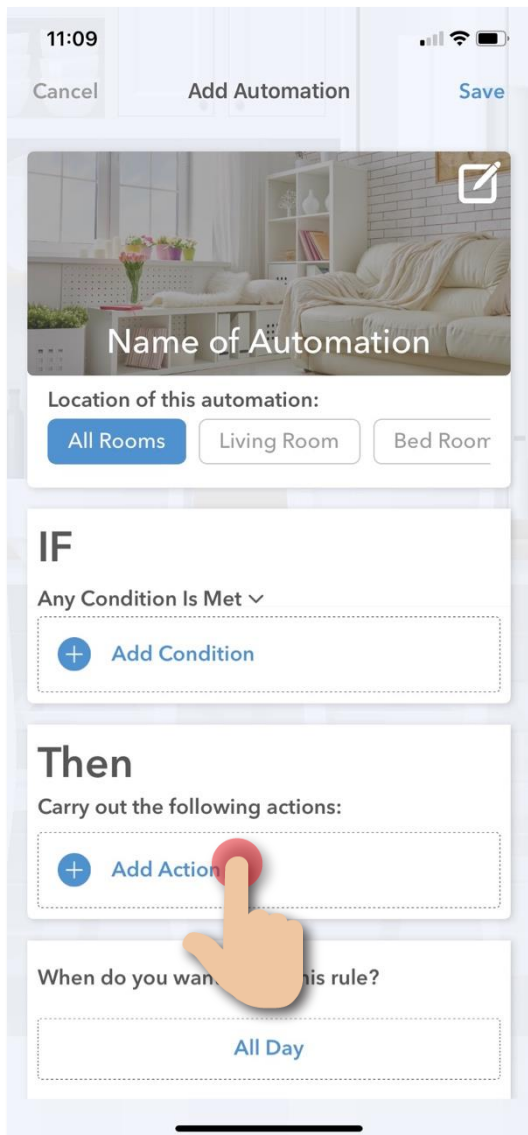 11:09
Cancel Add Automation Save
Name of Automation
Location of this automation:
All Rooms Living Room Bed Room
IF
Any Condition Is Met
Add Condition
Then
Carry out the following actions:
Add Action
When do you wan his rule?
All Day